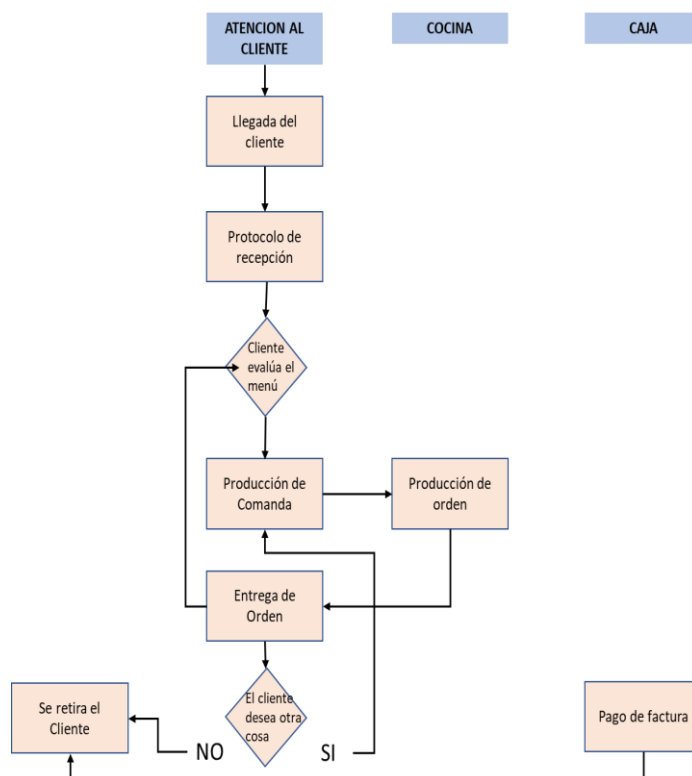 ATENCION AL
CLIENTE
COCINA
CAJA
Llegada del
cliente
Protocolo de
recepción
Cliente
evalúa el
menú
Producción de
Comanda
Producción de
orden
Entrega de
Orden
El cliente
desea otra
cosa
Se retira el
Cliente
NO
SI
Pago de factura